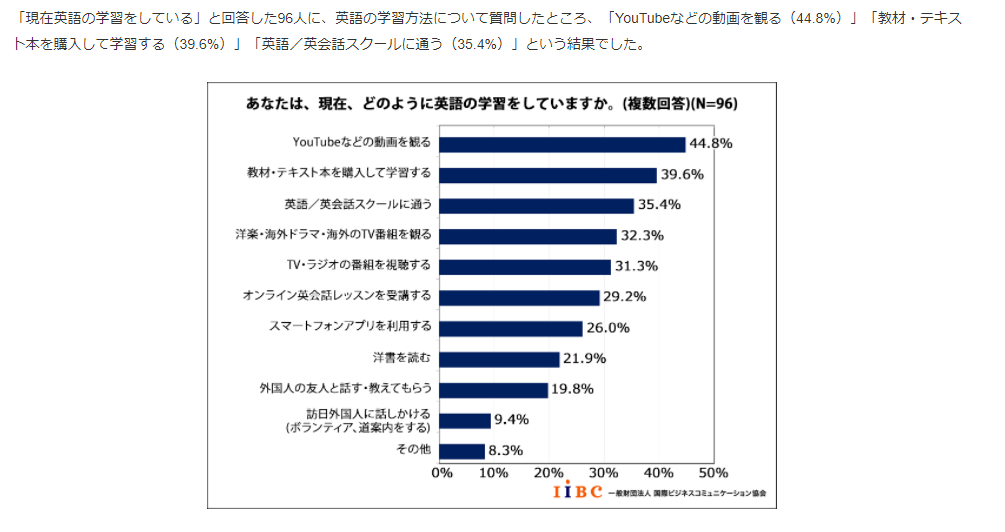 「現在英語の学習をしている」と回答した96人に、英語の学習方法について質問したところ、「YouTubeなどの動画を観る（44.8%）」「教材・テキス
ト本を購入して学習する（39.6%）」「英語／英会話スクールに通う（35.4%）」という結果でした。
あなたは、現在、どのように英語の学習をしていますか。(複数回答)(N=96)
YouTubeなどの動画を観る 44.8%
教材・テキスト本を購入して学習する 39.6%
英語／英会話スクールに通う 35.4%
洋楽・海外ドラマ・海外のTV番組を観る 32.3%
TV・ラジオの番組を視聴する 31.3%
オンライン英会話レッスンを受講する 29.2%
スマートフォンアプリを利用する 26.0%
洋書を読む 21.9%
外国人の友人と話す・教えてもらう 19.8%
訪日外国人に話しかける
(ボランティア、道案内をする) 9.4%
その他 8.3%
0% 10% 20% 30% 40% 50%
IIBC 一般財団法人 国際ビジネスコミュニケーション協会